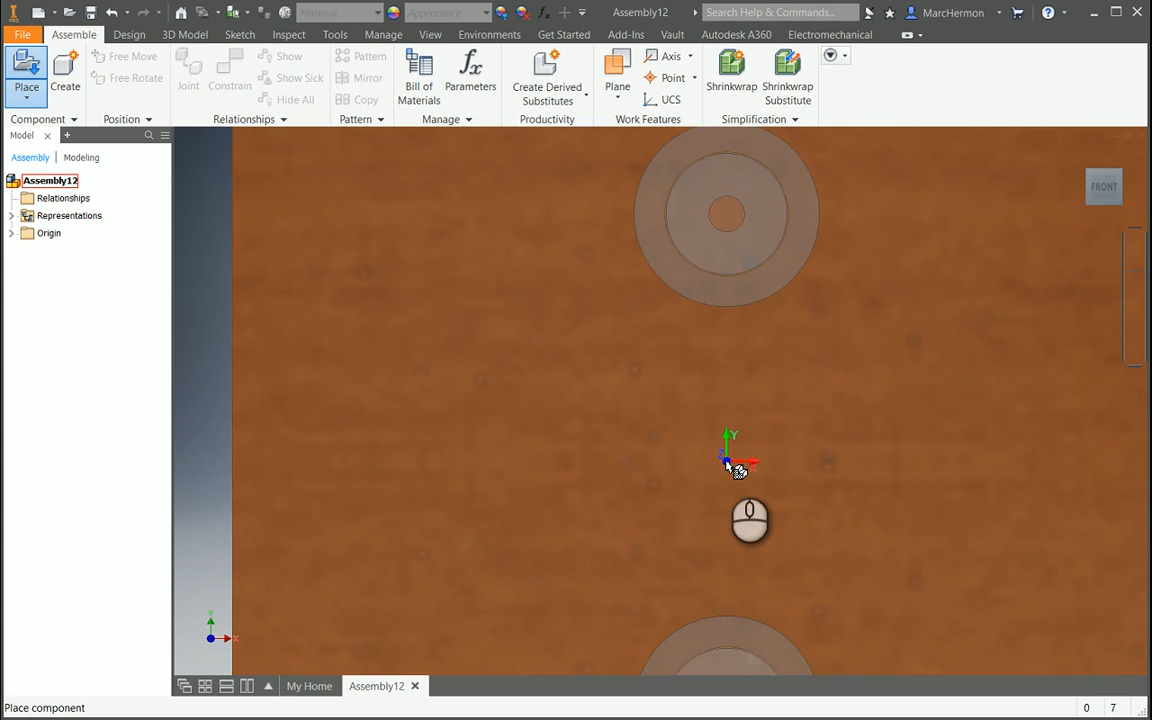 Material
Appearance
Assembly12
Search Help & Commands...
MarcHermon
File
Assemble
Design
3D Model
Sketch
Inspect
Tools
Manage
View
Environments
Get Started
Add-Ins
Vault
Autodesk A360
Electromechanical
Place
Create
Free Move
Free Rotate
Joint
Constrain
Show
Show Sick
Hide All
Pattern
Mirror
Copy
Bill of
Materials
Parameters
Create Derived
Substitutes
Plane
Axis
Point
UCS
Shrinkwrap
Shrinkwrap
Substitute
Component
Position
Relationships
Pattern
Manage
Productivity
Work Features
Simplification
Model
Assembly
Modeling
Assembly12
Relationships
Representations
Origin
FRONT
Y
Z
My Home
Assembly12
Place component
0
7